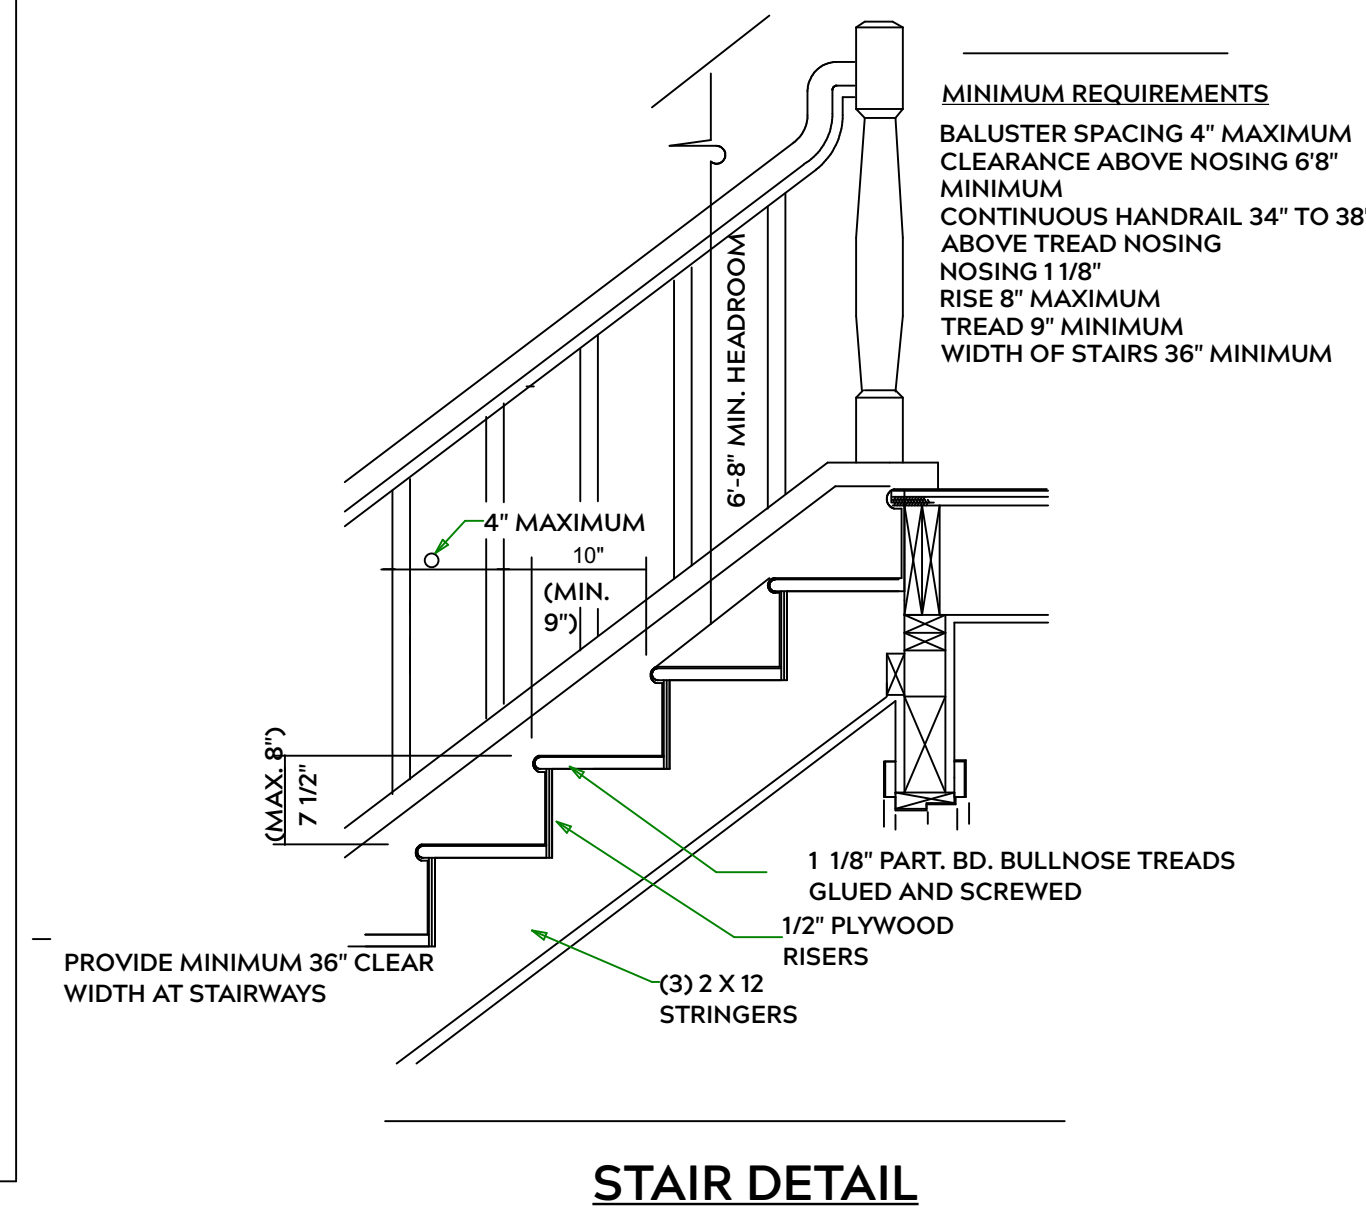 MINIMUM REQUIREMENTS
BALUSTER SPACING 4" MAXIMUM
CLEARANCE ABOVE NOSING 6'8"
MINIMUM
CONTINUOUS HANDRAIL 34" TO 38"
ABOVE TREAD NOSING
NOSING 1 1/8"
RISE 8" MAXIMUM
TREAD 9" MINIMUM
WIDTH OF STAIRS 36" MINIMUM
6'-8" MIN. HEADROOM
4" MAXIMUM
10"
(MIN.
9")
(MAX. 8")
7 1/2"
1 1/8" PART. BD. BULLNOSE TREADS
GLUED AND SCREWED
1/2" PLYWOOD
RISERS
(3) 2 X 12
STRINGERS
PROVIDE MINIMUM 36" CLEAR
WIDTH AT STAIRWAYS
STAIR DETAIL